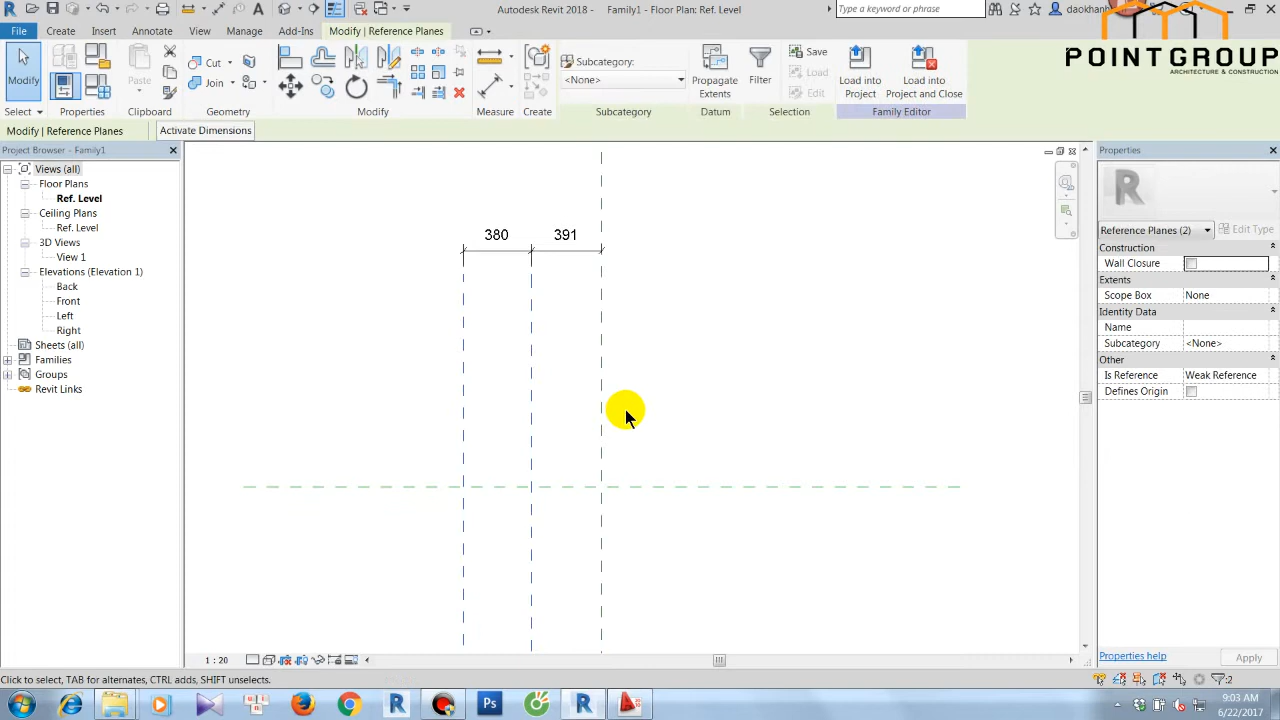 Autodesk Revit 2018 - Family1 - Floor Plan: Ref. Level
Type a keyword or phrase
daokhanh
POINTGROUP
ARCHITECTURE & CONSTRUCTION
File Create Insert Annotate View Manage Add-Ins Modify | Reference Planes
Modify
Paste
Cut
Join
Subcategory:
<None>
Propagate
Extents
Filter
Save
Load
Edit
Load into
Project
Load into
Project and Close
Select Properties Clipboard Geometry Modify Measure Create Subcategory Datum Selection Family Editor
Modify | Reference Planes Activate Dimensions
Project Browser - Family1
Views (all)
Floor Plans
Ref. Level
Ceiling Plans
Ref. Level
3D Views
View 1
Elevations (Elevation 1)
Back
Front
Left
Right
Sheets (all)
Families
Groups
Revit Links
380 391
Properties
R
Reference Planes (2) Edit Type
Construction
Wall Closure
Extents
Scope Box None
Identity Data
Name
Subcategory <None>
Other
Is Reference Weak Reference
Defines Origin
Properties help Apply
1 : 20
Click to select, TAB for alternates, CTRL adds, SHIFT unselects.
:2
Ps
9:03 AM
6/22/2017